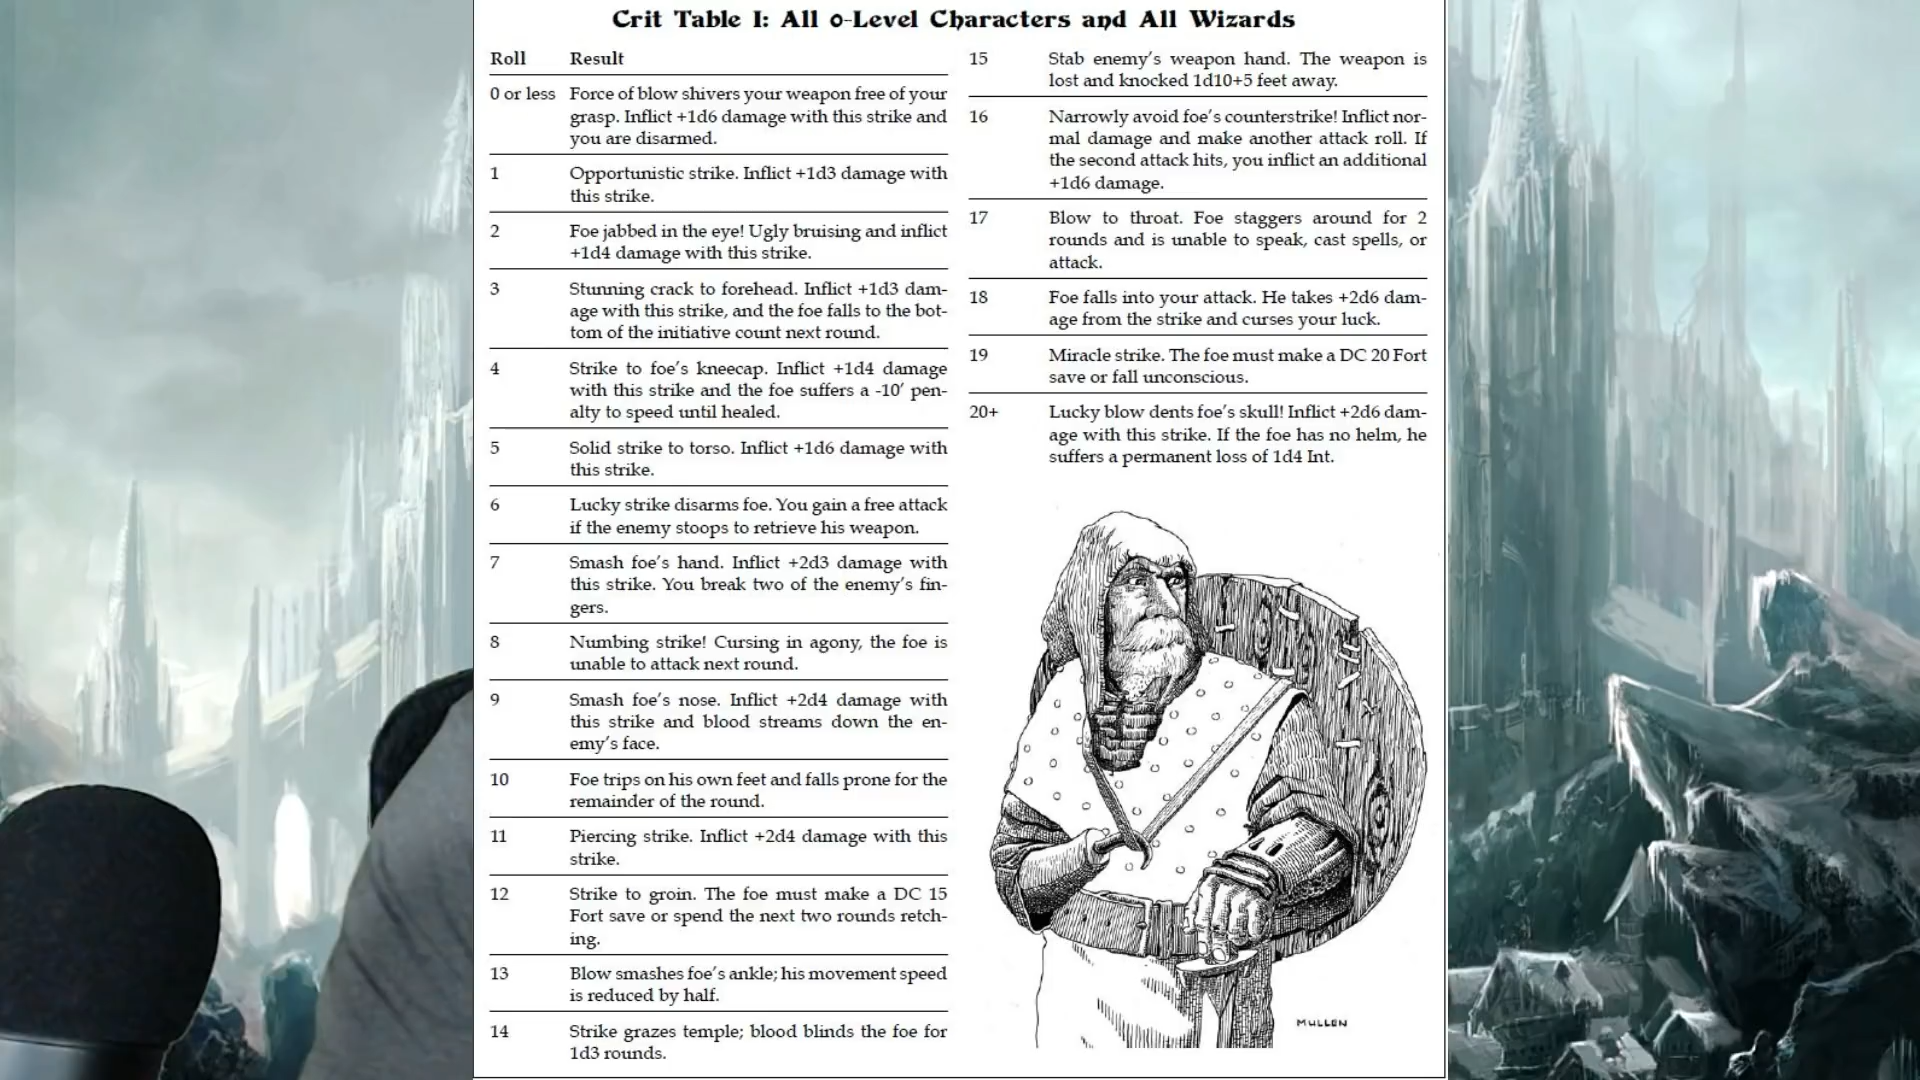 Crit Table I: All 0-Level Characters and All Wizards
Roll Result
0 or less Force of blow shivers your weapon free of your
grasp. Inflict +1d6 damage with this strike and
you are disarmed.
1 Opportunistic strike. Inflict +1d3 damage with
this strike.
2 Foe jabbed in the eye! Ugly bruising and inflict
+1d4 damage with this strike.
3 Stunning crack to forehead. Inflict +1d3 dam-
age with this strike, and the foe falls to the bot-
tom of the initiative count next round.
4 Strike to foe’s kneecap. Inflict +1d4 damage
with this strike and the foe suffers a -10’ pen-
alty to speed until healed.
5 Solid strike to torso. Inflict +1d6 damage with
this strike.
6 Lucky strike disarms foe. You gain a free attack
if the enemy stoops to retrieve his weapon.
7 Smash foe’s hand. Inflict +2d3 damage with
this strike. You break two of the enemy’s fin-
gers.
8 Numbing strike! Cursing in agony, the foe is
unable to attack next round.
9 Smash foe’s nose. Inflict +2d4 damage with
this strike and blood streams down the en-
emy’s face.
10 Foe trips on his own feet and falls prone for the
remainder of the round.
11 Piercing strike. Inflict +2d4 damage with this
strike.
12 Strike to groin. The foe must make a DC 15
Fort save or spend the next two rounds retch-
ing.
13 Blow smashes foe’s ankle; his movement speed
is reduced by half.
14 Strike grazes temple; blood blinds the foe for
1d3 rounds.
15 Stab enemy’s weapon hand. The weapon is
lost and knocked 1d10+5 feet away.
16 Narrowly avoid foe’s counterstrike! Inflict nor-
mal damage and make another attack roll. If
the second attack hits, you inflict an additional
+1d6 damage.
17 Blow to throat. Foe staggers around for 2
rounds and is unable to speak, cast spells, or
attack.
18 Foe falls into your attack. He takes +2d6 dam-
age from the strike and curses your luck.
19 Miracle strike. The foe must make a DC 20 Fort
save or fall unconscious.
20+ Lucky blow dents foe’s skull! Inflict +2d6 dam-
age with this strike. If the foe has no helm, he
suffers a permanent loss of 1d4 Int.
MULLEN